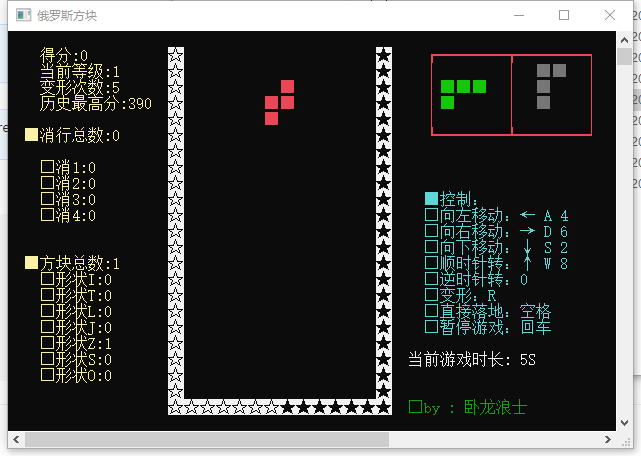 俄罗斯方块
得分:0
当前等级:1
变形次数:5
历史最高分:390
■消行总数:0
□消1:0
□消2:0
□消3:0
□消4:0
■方块总数:1
□形状I:0
□形状T:0
□形状L:0
□形状J:0
□形状Z:1
□形状S:0
□形状O:0
■控制:
□向左移动: ← A 4
□向右移动: → D 6
□向下移动: ↓ S 2
□顺时针转: ↑ W 8
□逆时针转: 0
□变形: R
□直接落地: 空格
□暂停游戏: 回车
当前游戏时长: 5S
□by : 卧龙浪士